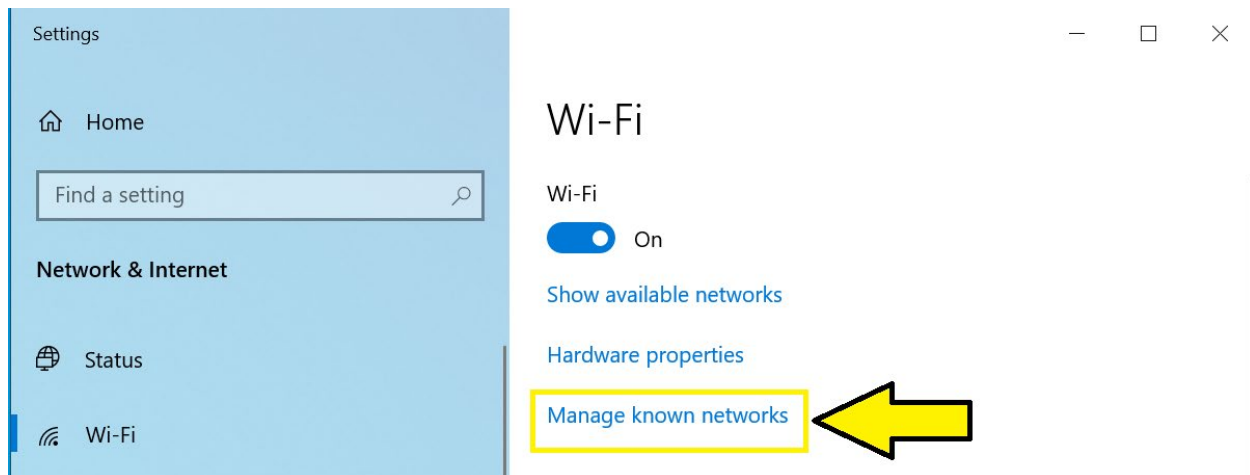 Settings
Home
Find a setting
Network & Internet
Status
Wi-Fi
Wi-Fi
Wi-Fi
On
Show available networks
Hardware properties
Manage known networks